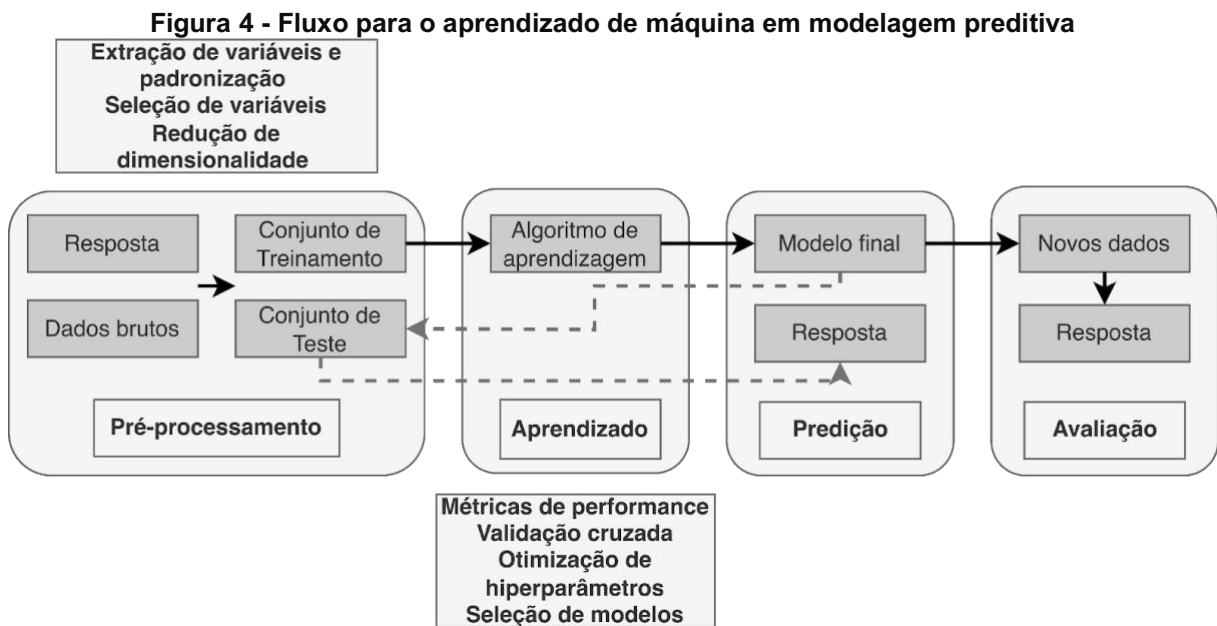 Figura 4 - Fluxo para o aprendizado de máquina em modelagem preditiva
Extração de variáveis e
padronização
Seleção de variáveis
Redução de
dimensionalidade
Resposta
Dados brutos
Conjunto de
Treinamento
Conjunto de
Teste
Pré-processamento
Algoritmo de
aprendizagem
Aprendizado
Modelo final
Resposta
Predição
Novos dados
Resposta
Avaliação
Métricas de performance
Validação cruzada
Otimização de
hiperparâmetros
Seleção de modelos